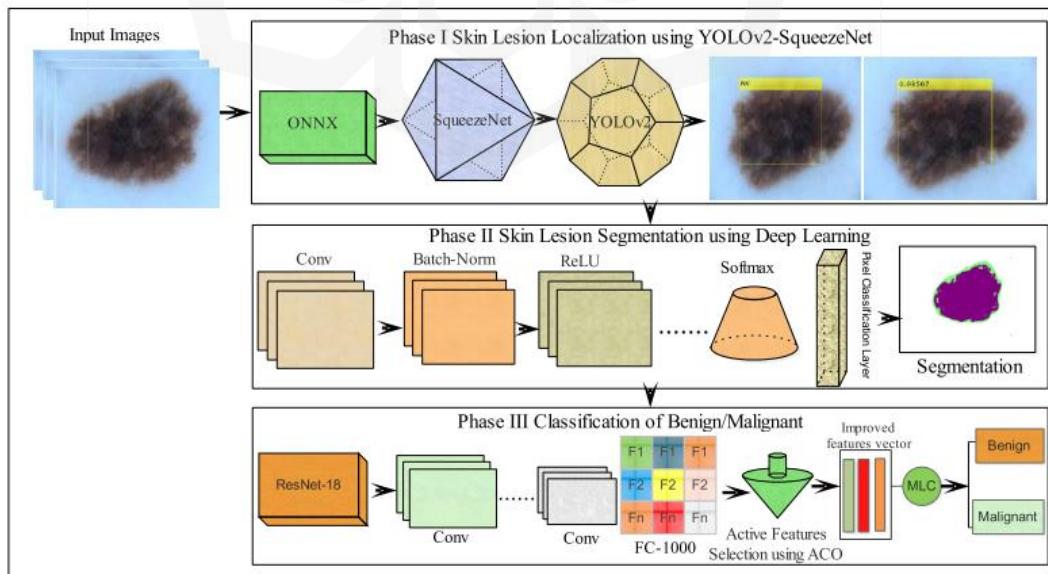 Input Images
Phase I Skin Lesion Localization using YOLOv2-SqueezeNet
ONNX
SqueezeNet
YOLOv2
0.83507
Phase II Skin Lesion Segmentation using Deep Learning
Conv
Batch-Norm
ReLU
Softmax
Pixel Classification Layer
Segmentation
Phase III Classification of Benign/Malignant
ResNet-18
Conv
Conv
F1 F1 F1
F2 F2 F2
Fn Fn Fn
FC-1000
Active Features
Selection using ACO
Improved
features vector
MLC
Benign
Malignant